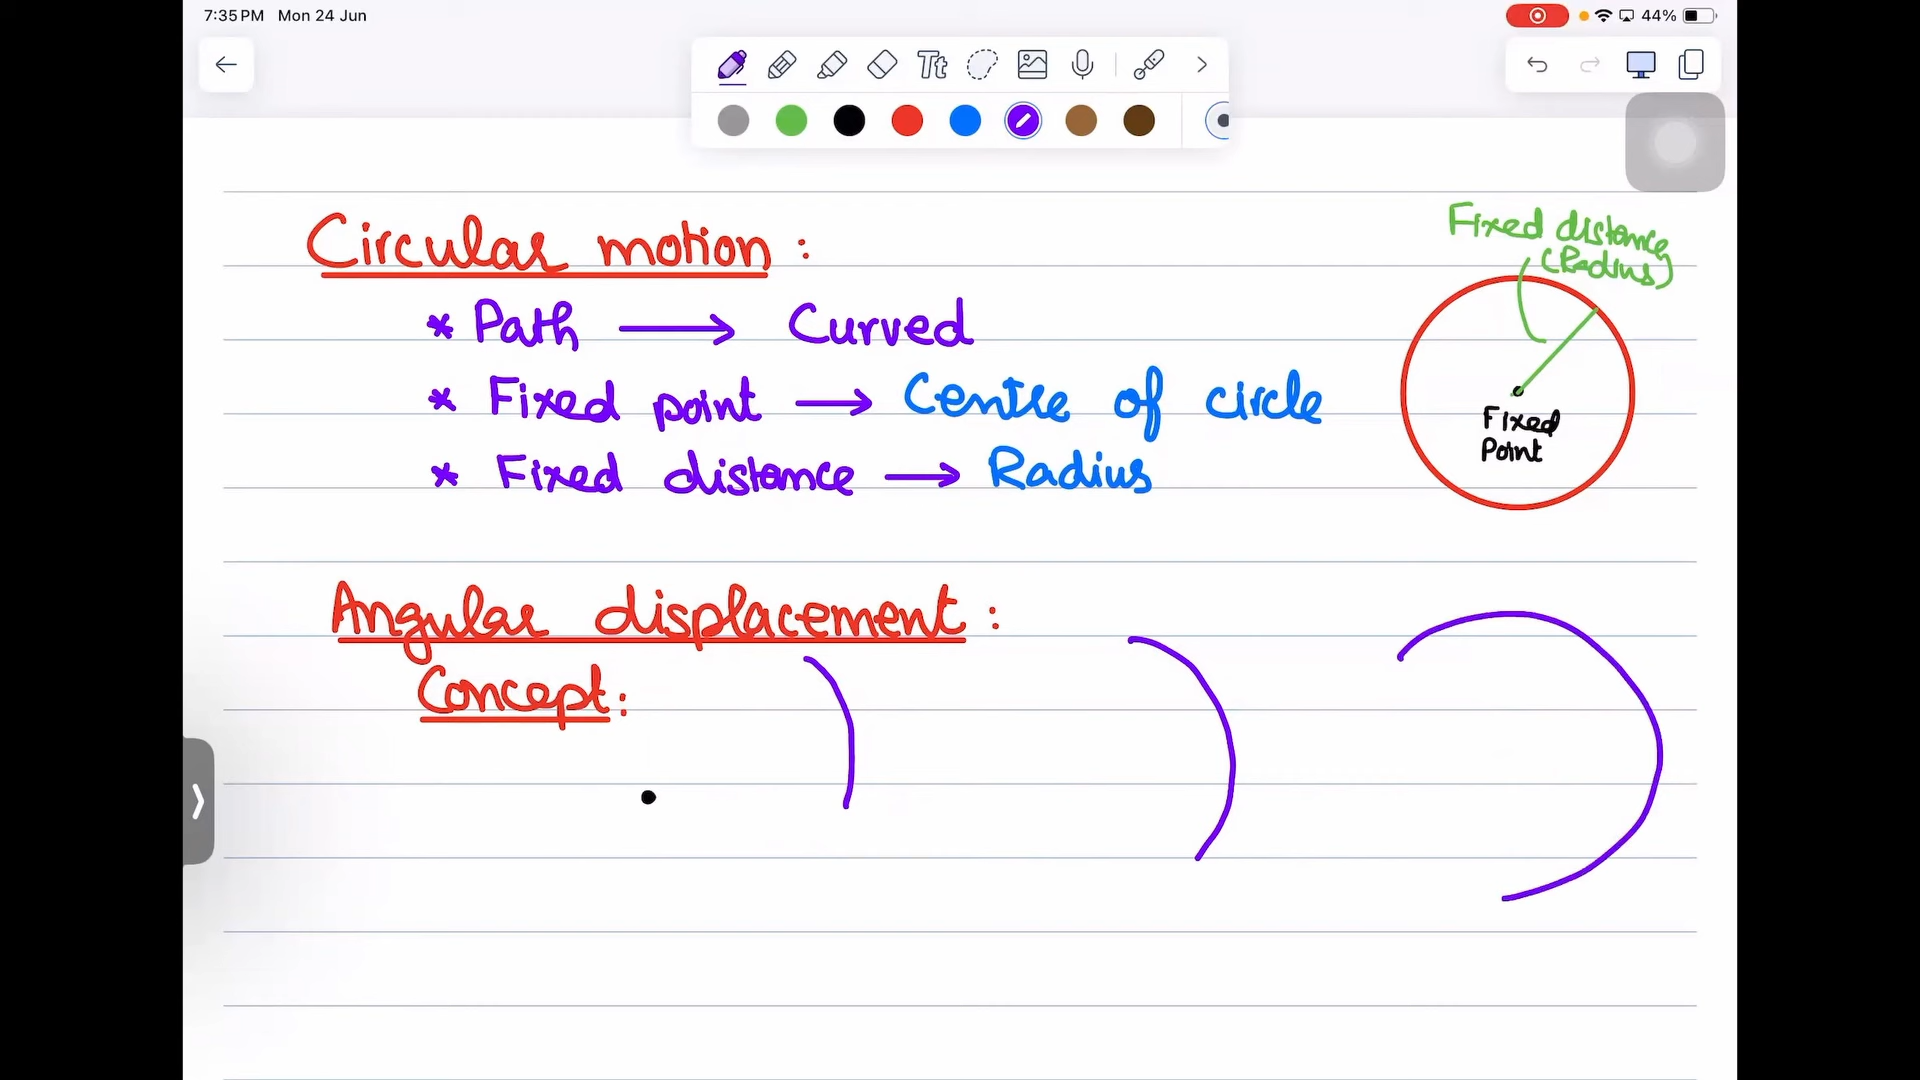 7:35 PM Mon 24 Jun
44%
Tt
Circular motion :
* Path → Curved
* Fixed point → Centre of circle
* Fixed distance → Radius
Fixed distance
(Radius)
Fixed
Point
Angular displacement :
Concept :